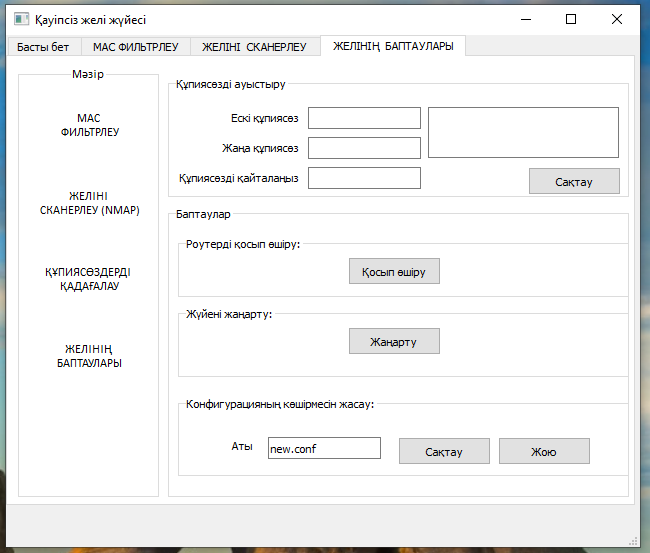 Қауіпсіз желі жүйесі
Басты бет
МАС ФИЛЬТРЛЕУ
ЖЕЛІНІ СКАНЕРЛЕУ
ЖЕЛІНІҢ БАПТАУЛАРЫ
Мәзір
МАС
ФИЛЬТРЛЕУ
ЖЕЛІНІ
СКАНЕРЛЕУ (NMAP)
ҚҰПИЯСӨЗДЕРДІ
ҚАДАҒАЛАУ
ЖЕЛІНІҢ
БАПТАУЛАРЫ
Құпиясөзді ауыстыру
Ескі құпиясөз
Жаңа құпиясөз
Құпиясөзді қайталаңыз
Сақтау
Баптаулар
Роутерді қосып өшіру:
Қосып өшіру
Жүйені жаңарту:
Жаңарту
Конфигурацияның көшірмесін жасау:
Аты
new.conf
Сақтау
Жою